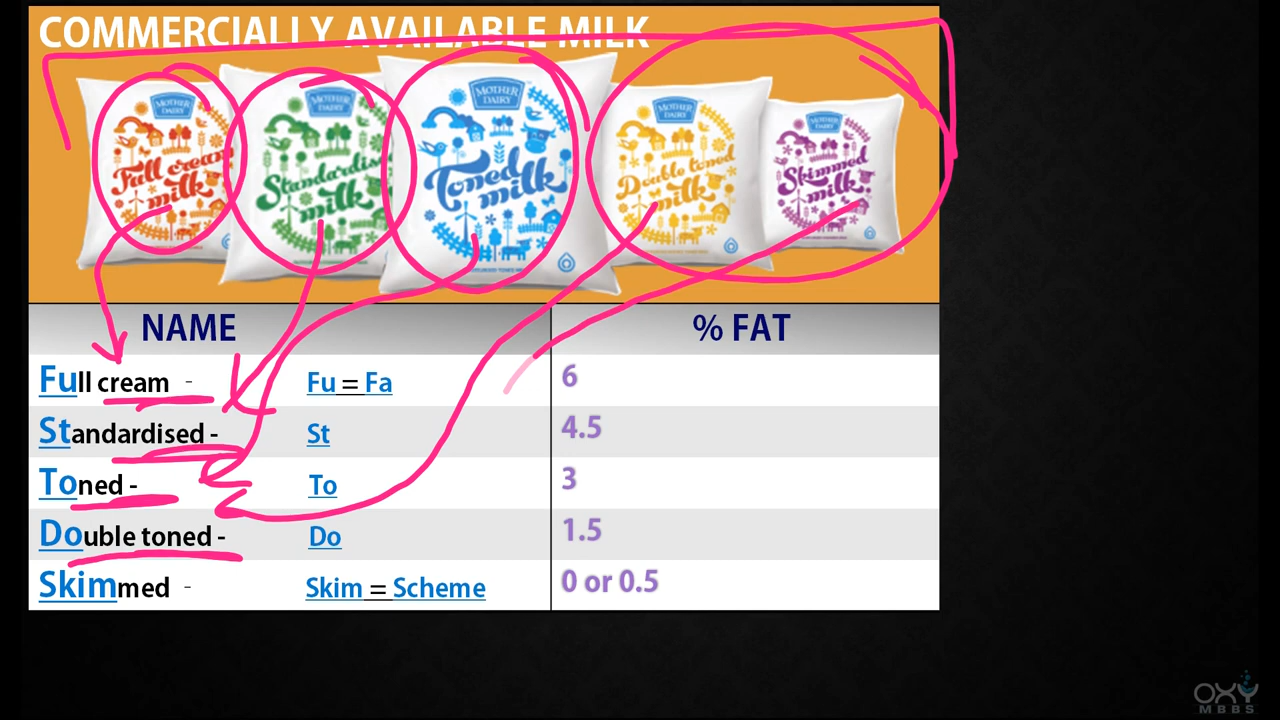 COMMERCIALLY AVAILABLE MILK
MOTHER DAIRY
Full cream
milk
MOTHER DAIRY
Standardised
milk
MOTHER DAIRY
Toned
milk
MOTHER DAIRY
Double toned
milk
MOTHER DAIRY
Skimmed
milk
NAME % FAT
Full cream - Fu = Fa 6
Standardised - St 4.5
Toned - To 3
Double toned - Do 1.5
Skimmed - Skim = Scheme 0 or 0.5
OXY
MBBS